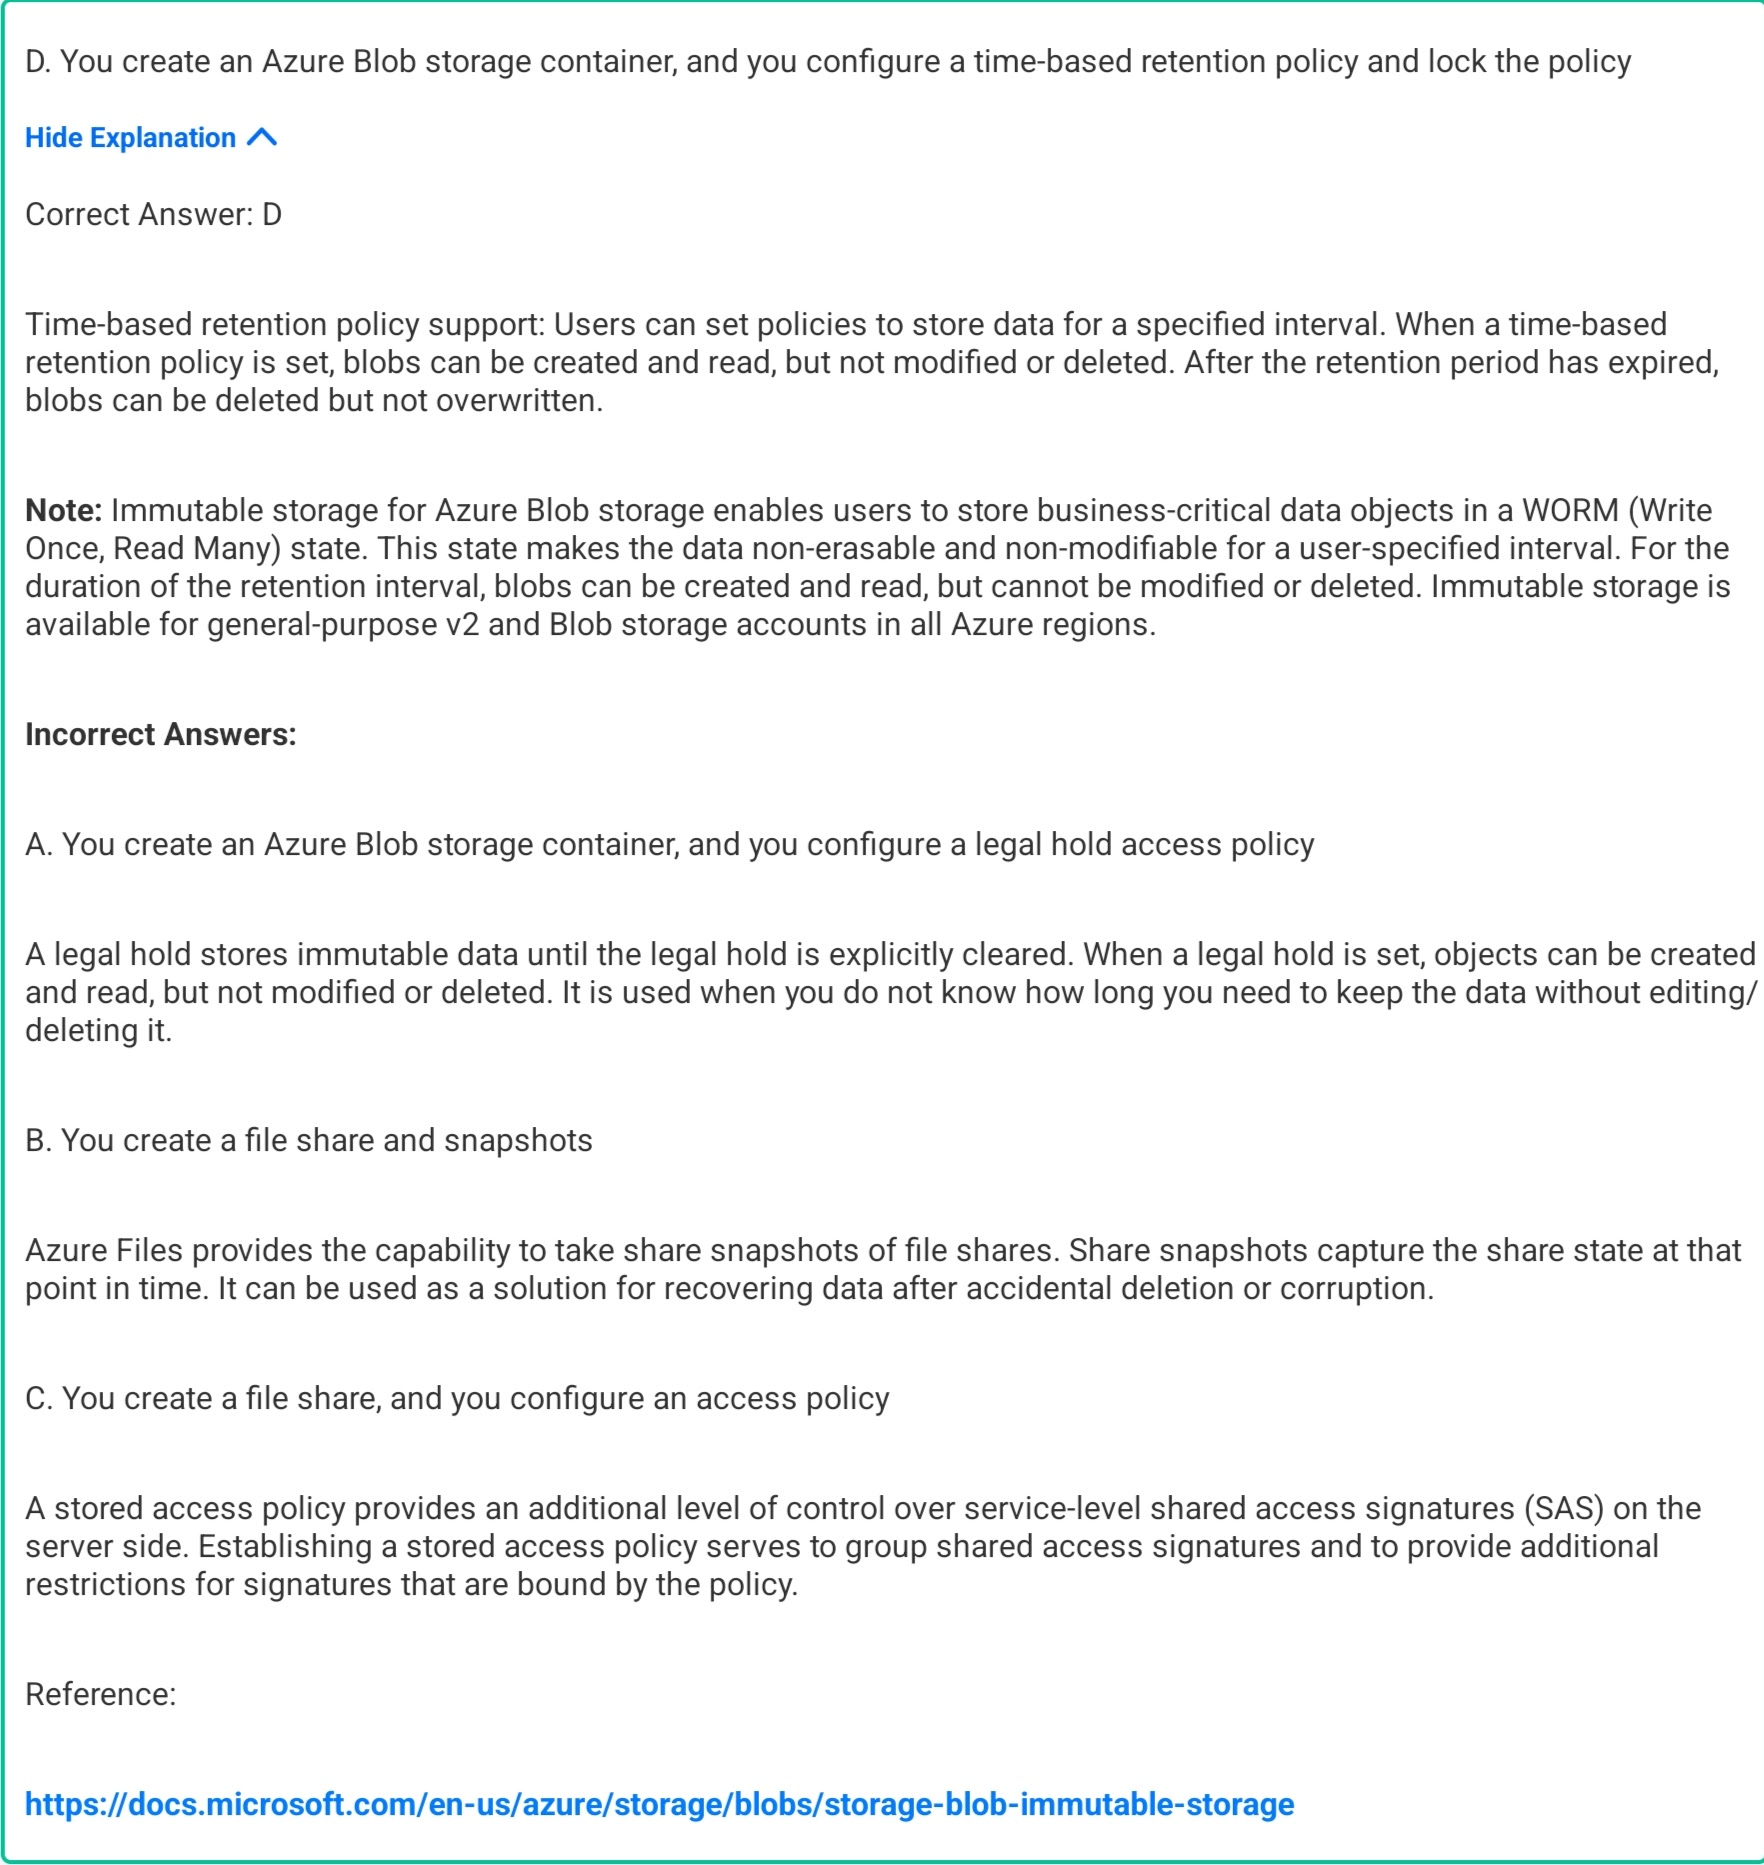 D. You create an Azure Blob storage container, and you configure a time-based retention policy and lock the policy
Hide Explanation
Correct Answer: D
Time-based retention policy support: Users can set policies to store data for a specified interval. When a time-based
retention policy is set, blobs can be created and read, but not modified or deleted. After the retention period has expired,
blobs can be deleted but not overwritten.
Note: Immutable storage for Azure Blob storage enables users to store business-critical data objects in a WORM (Write
Once, Read Many) state. This state makes the data non-erasable and non-modifiable for a user-specified interval. For the
duration of the retention interval, blobs can be created and read, but cannot be modified or deleted. Immutable storage is
available for general-purpose v2 and Blob storage accounts in all Azure regions.
Incorrect Answers:
A. You create an Azure Blob storage container, and you configure a legal hold access policy
A legal hold stores immutable data until the legal hold is explicitly cleared. When a legal hold is set, objects can be created
and read, but not modified or deleted. It is used when you do not know how long you need to keep the data without editing/
deleting it.
B. You create a file share and snapshots
Azure Files provides the capability to take share snapshots of file shares. Share snapshots capture the share state at that
point in time. It can be used as a solution for recovering data after accidental deletion or corruption.
C. You create a file share, and you configure an access policy
A stored access policy provides an additional level of control over service-level shared access signatures (SAS) on the
server side. Establishing a stored access policy serves to group shared access signatures and to provide additional
restrictions for signatures that are bound by the policy.
Reference:
https://docs.microsoft.com/en-us/azure/storage/blobs/storage-blob-immutable-storage